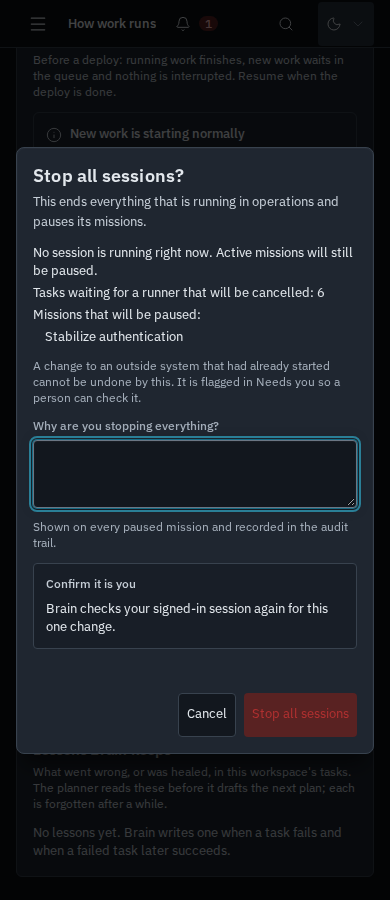 How work runs
1
Before a deploy: running work finishes, new work waits in
the queue and nothing is interrupted. Resume when the
deploy is done.
New work is starting normally
Stop all sessions?
This ends everything that is running in operations and
pauses its missions.
No session is running right now. Active missions will still
be paused.
Tasks waiting for a runner that will be cancelled: 6
Missions that will be paused:
Stabilize authentication
A change to an outside system that had already started
cannot be undone by this. It is flagged in Needs you so a
person can check it.
Why are you stopping everything?
Shown on every paused mission and recorded in the audit
trail.
Confirm it is you
Brain checks your signed-in session again for this
one change.
Cancel
Stop all sessions
What went wrong, or was healed, in this workspace's tasks.
The planner reads these before it drafts the next plan; each
is forgotten after a while.
No lessons yet. Brain writes one when a task fails and
when a failed task later succeeds.